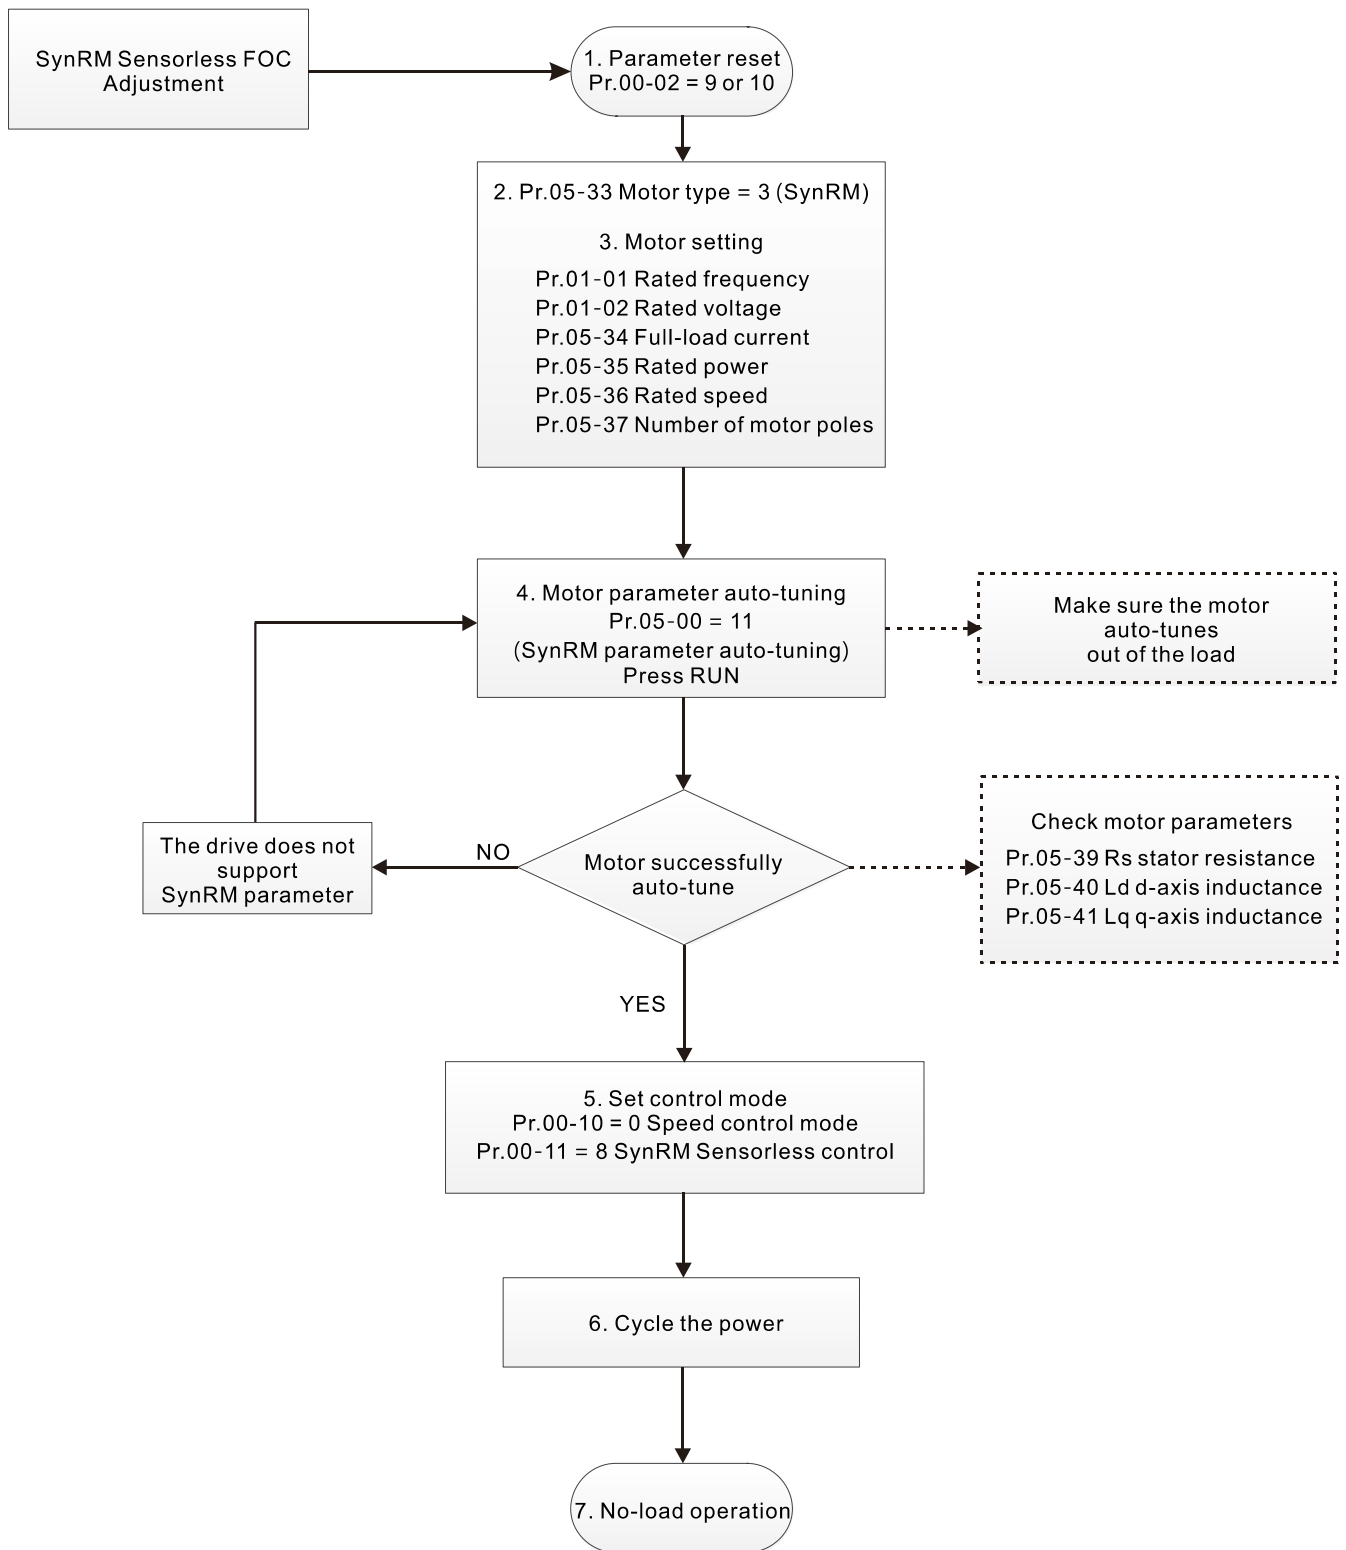 SynRM Sensorless FOC
Adjustment
1. Parameter reset
Pr.00-02 = 9 or 10
2. Pr.05-33 Motor type = 3 (SynRM)
3. Motor setting
Pr.01-01 Rated frequency
Pr.01-02 Rated voltage
Pr.05-34 Full-load current
Pr.05-35 Rated power
Pr.05-36 Rated speed
Pr.05-37 Number of motor poles
4. Motor parameter auto-tuning
Pr.05-00 = 11
(SynRM parameter auto-tuning)
Press RUN
Make sure the motor
auto-tunes
out of the load
The drive does not
support
SynRM parameter
NO
Motor successfully
auto-tune
Check motor parameters
Pr.05-39 Rs stator resistance
Pr.05-40 Ld d-axis inductance
Pr.05-41 Lq q-axis inductance
YES
5. Set control mode
Pr.00-10 = 0 Speed control mode
Pr.00-11 = 8 SynRM Sensorless control
6. Cycle the power
7. No-load operation